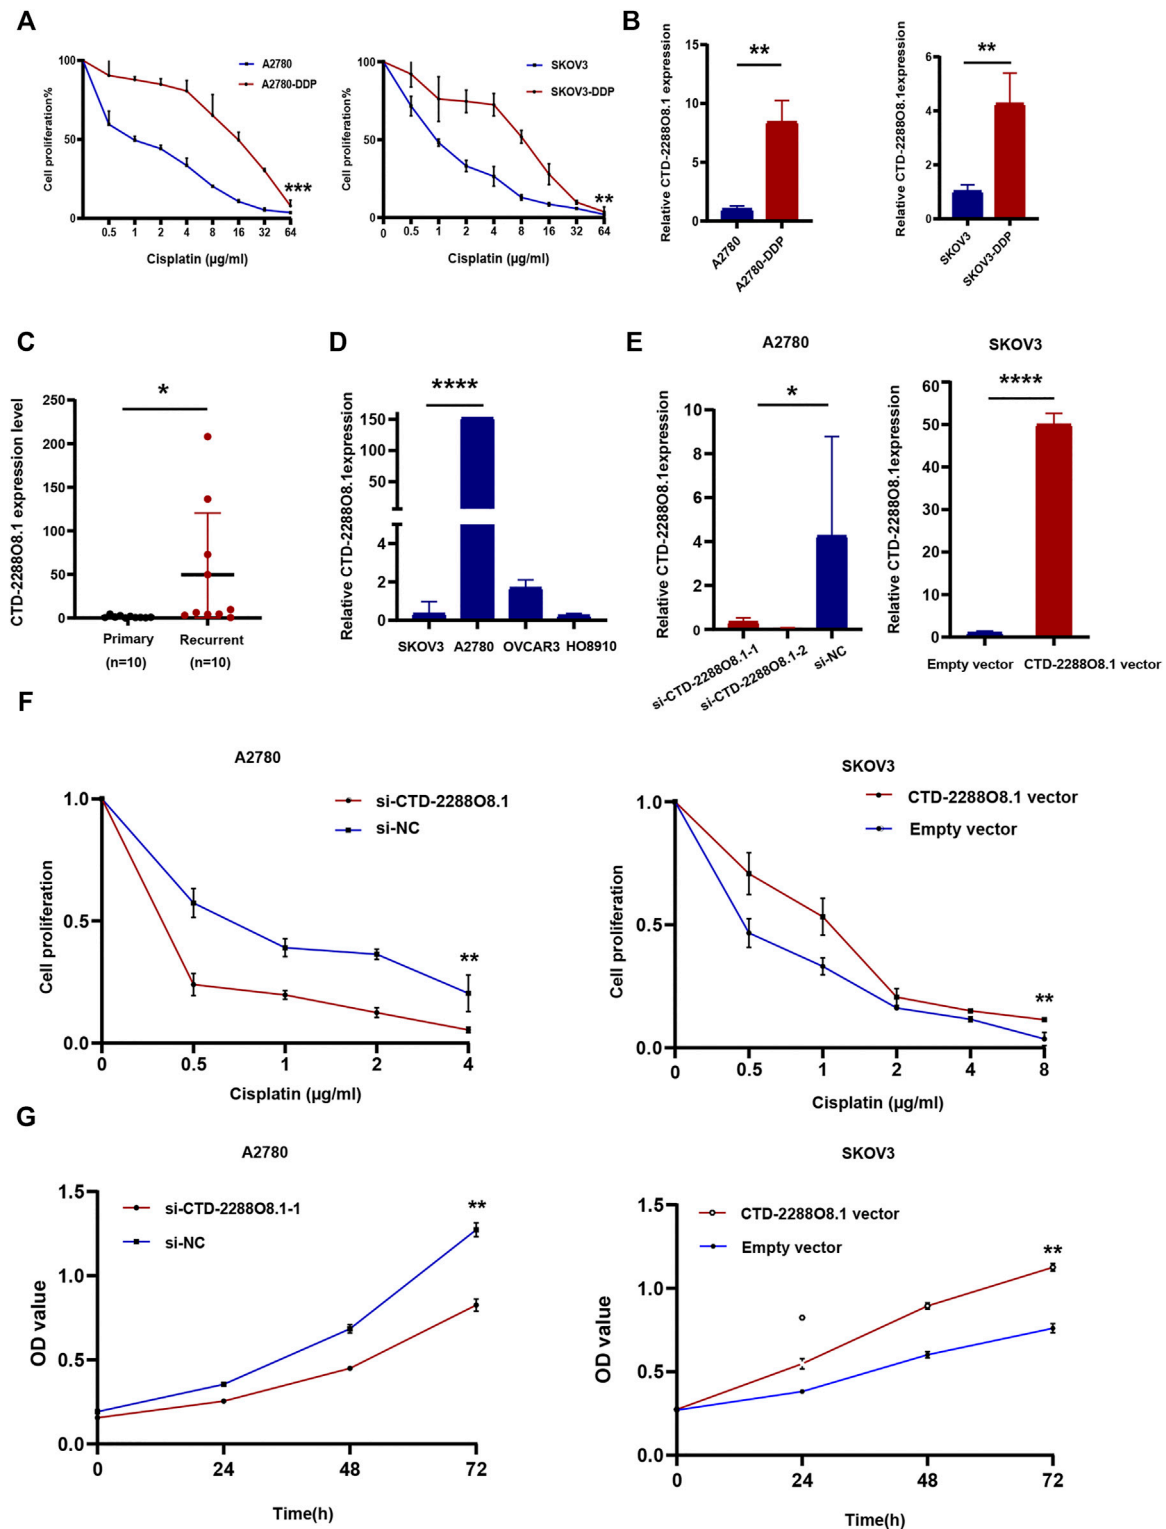 A
100
50
0
0.5 1 2 4 8 16 32 64
Cell proliferation%
Cisplatin (μg/ml)
A2780
A2780-DDP
***
100
50
0
0 0.5 1 2 4 8 16 32 64
Cell proliferation%
Cisplatin (μg/ml)
SKOV3
SKOV3-DDP
**
B
Relative CTD-2288O8.1 expression
15
10
5
0
**
A2780
A2780-DDP
Relative CTD-2288O8.1expression
6
4
2
0
**
SKOV3
SKOV3-DDP
C
CTD-2288O8.1 expression level
250
200
150
100
50
0
*
Primary
(n=10)
Recurrent
(n=10)
D
Relative CTD-2288O8.1expression
150
100
50
4
2
0
****
SKOV3 A2780 OVCAR3 HO8910
E
A2780
Relative CTD-2288O8.1expression
10
8
6
4
2
0
*
si-CTD-2288O8.1-1
si-CTD-2288O8.1-2
si-NC
SKOV3
Relative CTD-2288O8.1expression
60
50
40
30
20
10
0
****
Empty vector
CTD-2288O8.1 vector
F
A2780
si-CTD-2288O8.1
si-NC
Cell proliferation
1.0
0.5
0.0
**
0 0.5 1 2 4
Cisplatin (μg/ml)
SKOV3
CTD-2288O8.1 vector
Empty vector
Cell proliferation
1.0
0.5
0.0
**
0 0.5 1 2 4 8
Cisplatin (μg/ml)
G
A2780
si-CTD-2288O8.1-1
si-NC
OD value
1.5
1.0
0.5
0.0
**
0 24 48 72
Time(h)
SKOV3
CTD-2288O8.1 vector
Empty vector
OD value
1.5
1.0
0.5
0.0
**
0 24 48 72
Time(h)